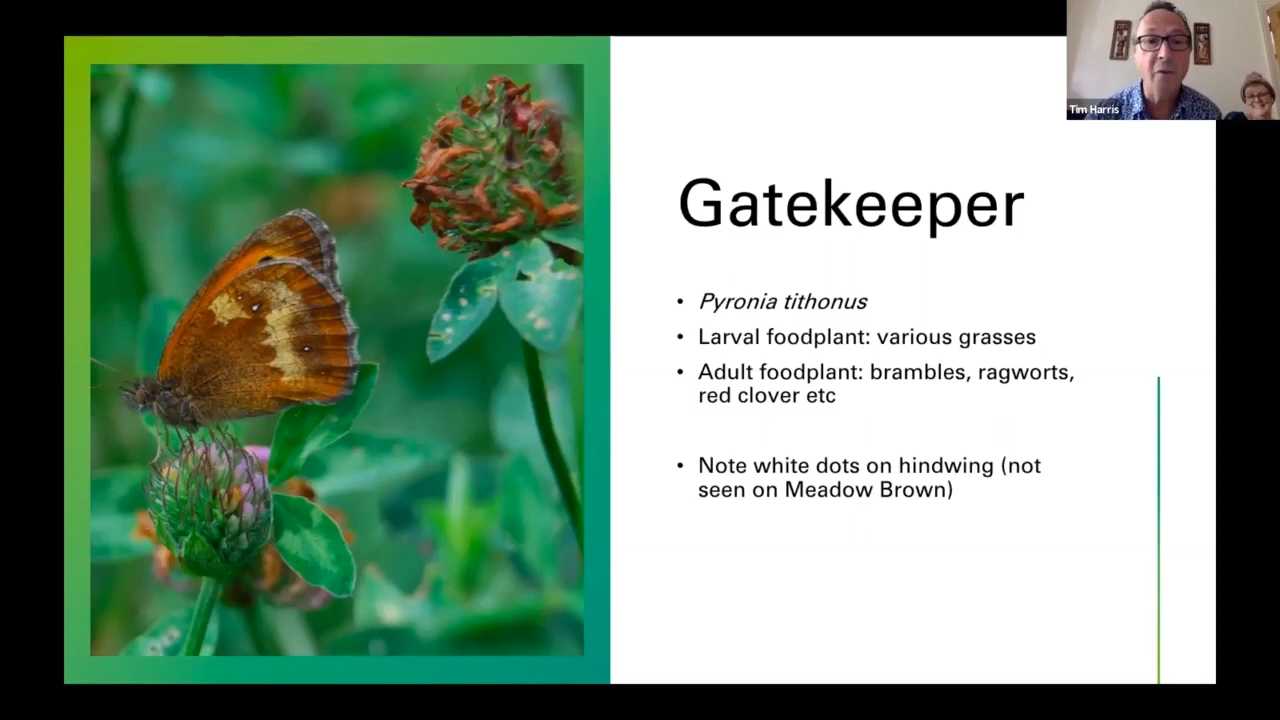 Tim Harris
Gatekeeper
• Pyronia tithonus
• Larval foodplant: various grasses
• Adult foodplant: brambles, ragworts,
red clover etc
• Note white dots on hindwing (not
seen on Meadow Brown)